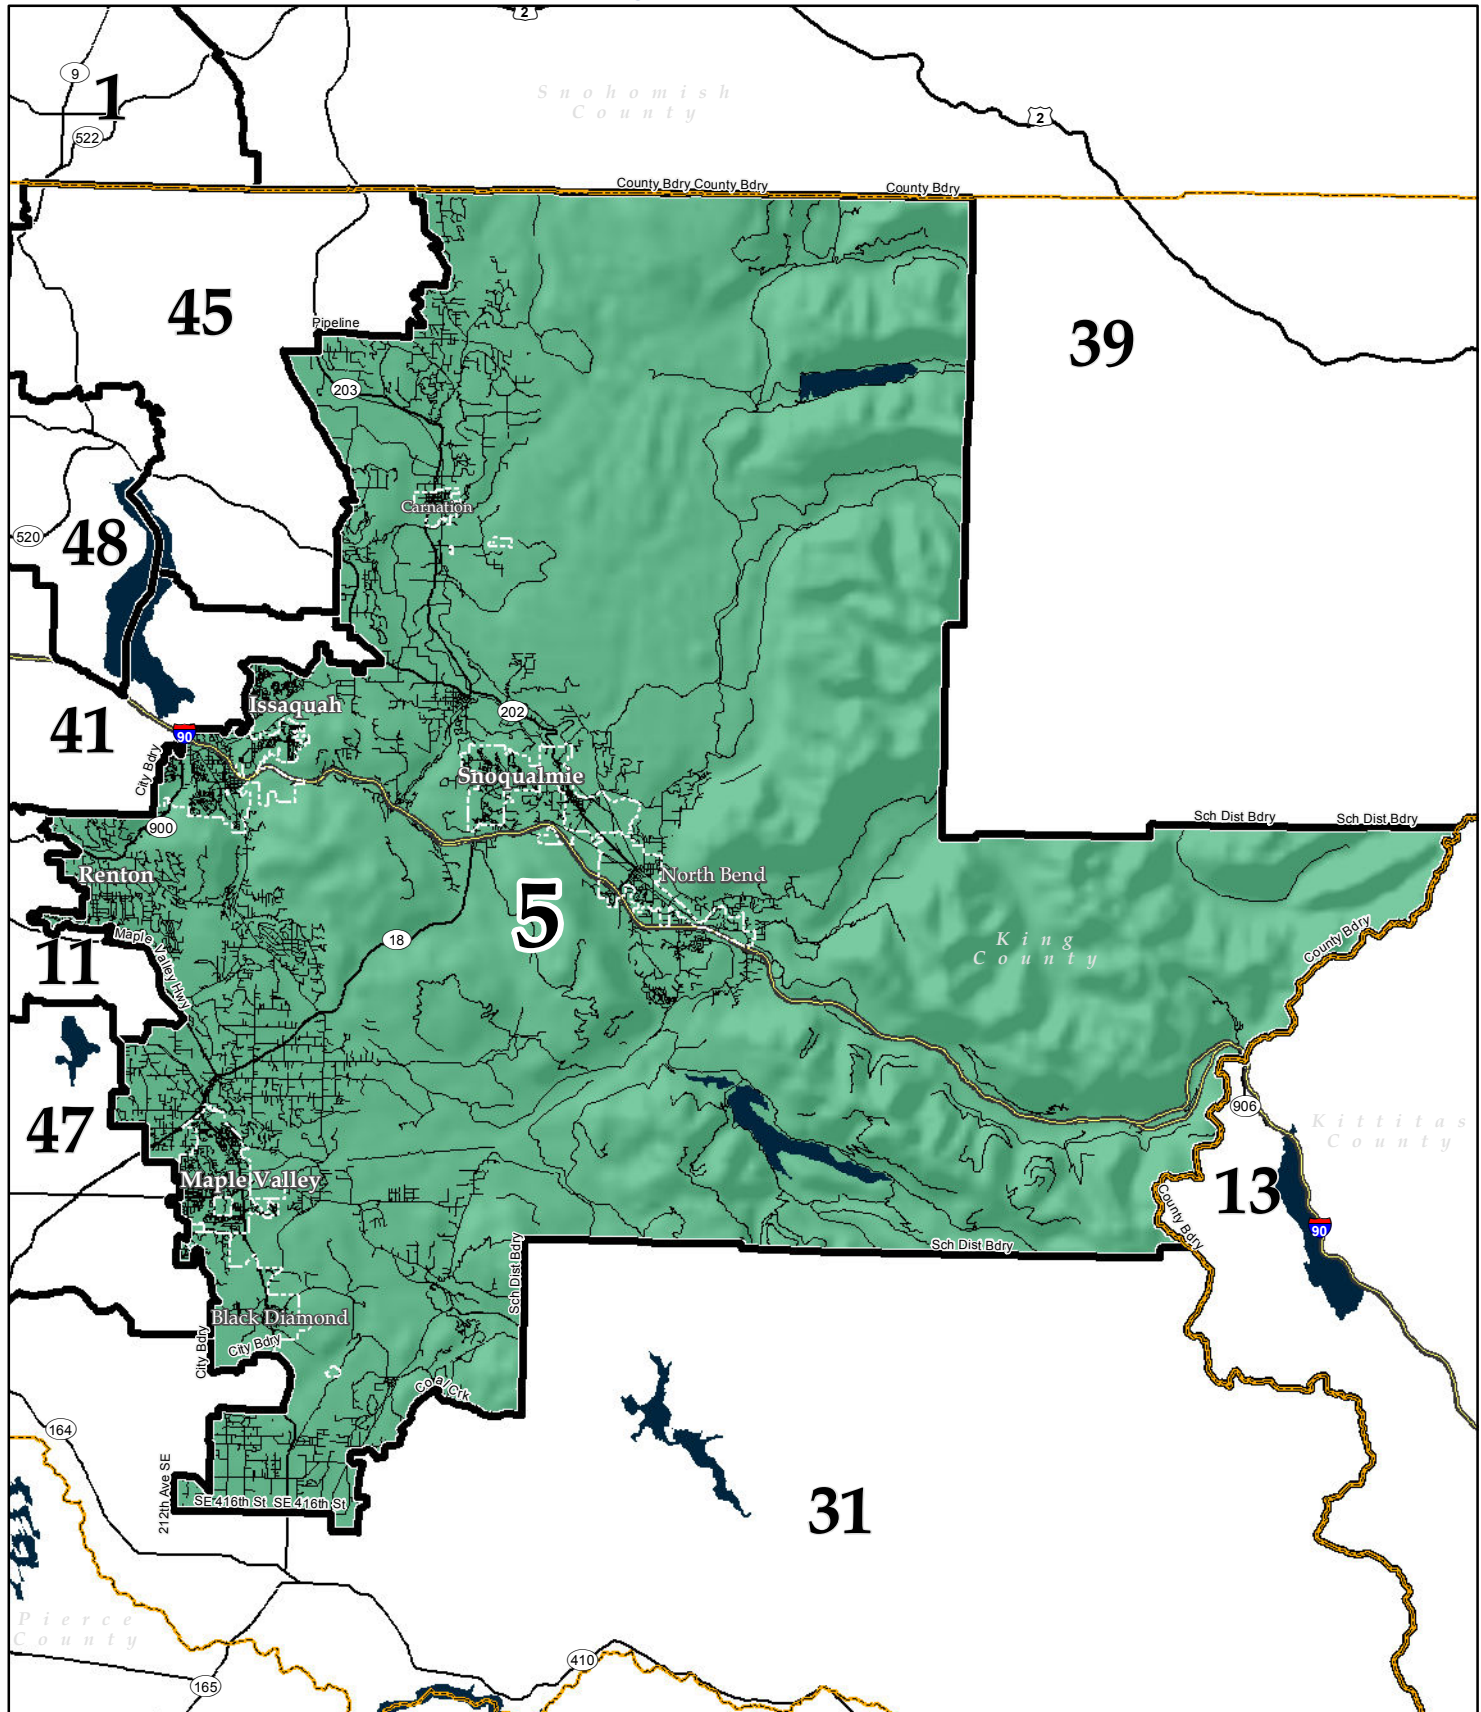 2
9
1
Snohomish
County
2
522
County Bdry County Bdry
County Bdry
45
Pipeline
39
203
Carnation
520
48
Issaquah
202
41
90
City Bdry
Snoqualmie
900
Sch Dist Bdry
Sch Dist Bdry
Renton
North Bend
5
18
King
County
County Bdry
Maple Valley Hwy
11
906
47
Kittitas
County
Maple Valley
13
County Bdry
90
Sch Dist Bdry
Sch Dist Bdry
Black Diamond
City Bdry
City Bdry
Coal Crk
164
212th Ave SE
SE 416th St
SE 416th St
31
Pierce
County
410
165